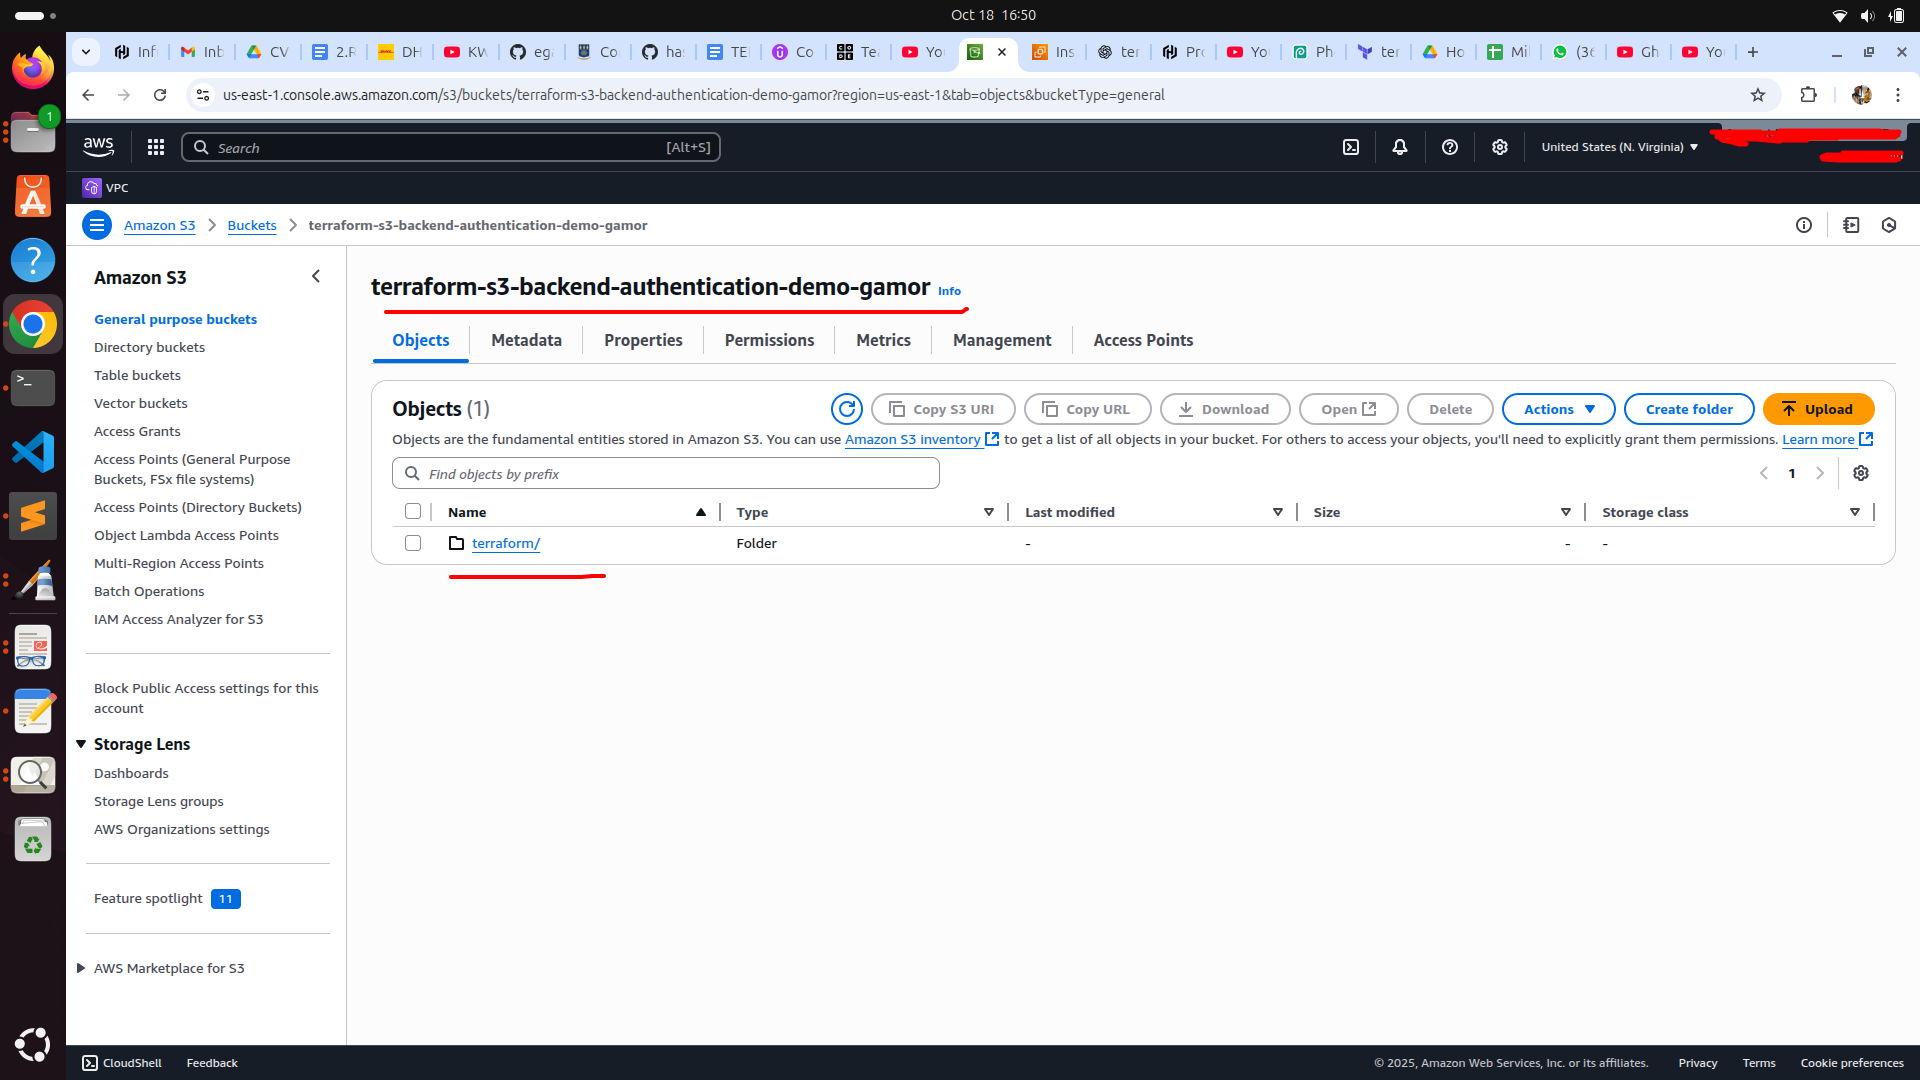 Oct 18 16:50
Inf
Inb
CV
2.R
DH
KW
ega
Co
has
TE
Co
Tea
You
Ins
ter
Pro
Yo
Ph
ter
Ho
Mil
(36
Gh
You
us-east-1.console.aws.amazon.com/s3/buckets/terraform-s3-backend-authentication-demo-gamor?region=us-east-1&tab=objects&bucketType=general
1
aws
Search
[Alt+S]
United States (N. Virginia)
VPC
Amazon S3
Buckets
terraform-s3-backend-authentication-demo-gamor
Amazon S3
General purpose buckets
Directory buckets
Table buckets
Vector buckets
Access Grants
Access Points (General Purpose
Buckets, FSx file systems)
Access Points (Directory Buckets)
Object Lambda Access Points
Multi-Region Access Points
Batch Operations
IAM Access Analyzer for S3
Block Public Access settings for this
account
Storage Lens
Dashboards
Storage Lens groups
AWS Organizations settings
Feature spotlight 11
AWS Marketplace for S3
terraform-s3-backend-authentication-demo-gamor Info
Objects
Metadata
Properties
Permissions
Metrics
Management
Access Points
Objects (1)
Copy S3 URI
Copy URL
Download
Open
Delete
Actions
Create folder
Upload
Objects are the fundamental entities stored in Amazon S3. You can use Amazon S3 inventory to get a list of all objects in your bucket. For others to access your objects, you'll need to explicitly grant them permissions. Learn more
Find objects by prefix
1
Name
Type
Last modified
Size
Storage class
terraform/
Folder
-
-
-
CloudShell
Feedback
© 2025, Amazon Web Services, Inc. or its affiliates.
Privacy
Terms
Cookie preferences